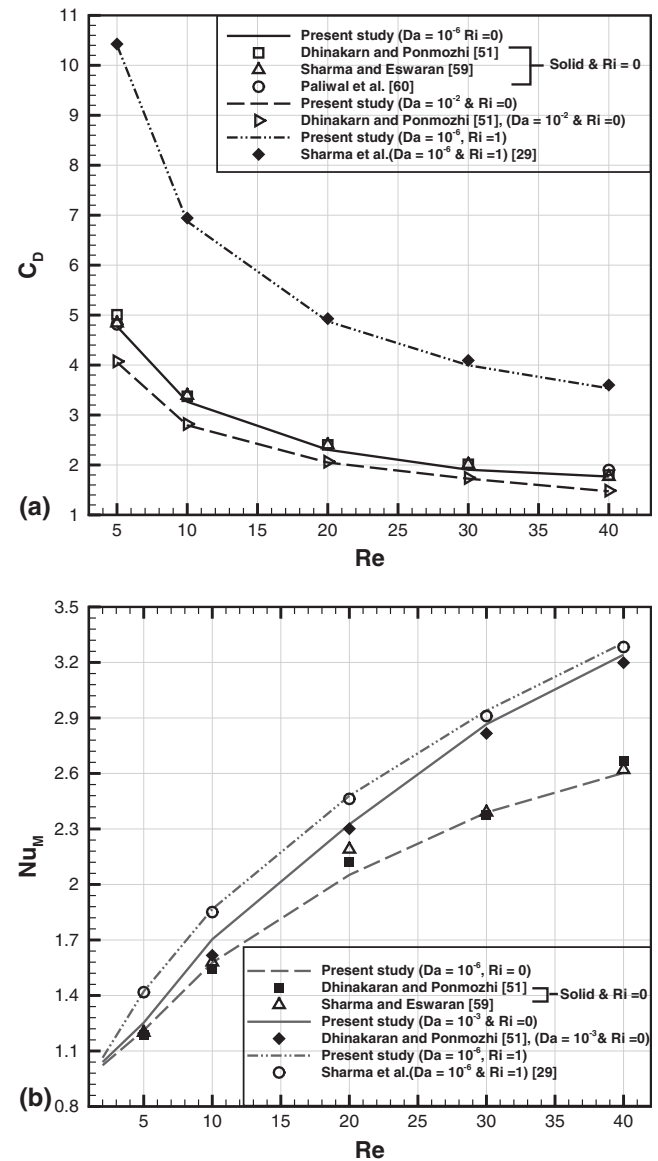 11
10
9
8
7
6
5
4
3
2
1
C_D
Present study (Da = 10⁻⁶ Ri =0)
Dhinakarn and Ponmozhi [51]
Sharma and Eswaran [59]
Paliwal et al. [60]
Solid & Ri = 0
Present study (Da = 10⁻² & Ri =0)
Dhinakarn and Ponmozhi [51], (Da = 10⁻² & Ri =0)
Present study (Da = 10⁻⁶, Ri =1)
Sharma et al.(Da = 10⁻⁶ & Ri =1) [29]
(a)
5 10 15 20 25 30 35 40
Re
3.5
3.2
2.9
2.6
2.3
2
1.7
1.4
1.1
0.8
Nu_M
Present study (Da = 10⁻⁶, Ri = 0)
Dhinakaran and Ponmozhi [51]
Sharma and Eswaran [59]
Solid & Ri =0
Present study (Da = 10⁻³ & Ri =0)
Dhinakaran and Ponmozhi [51], (Da = 10⁻³ & Ri =0)
Present study (Da = 10⁻⁶, Ri =1)
Sharma et al.(Da = 10⁻⁶ & Ri =1) [29]
(b)
5 10 15 20 25 30 35 40
Re